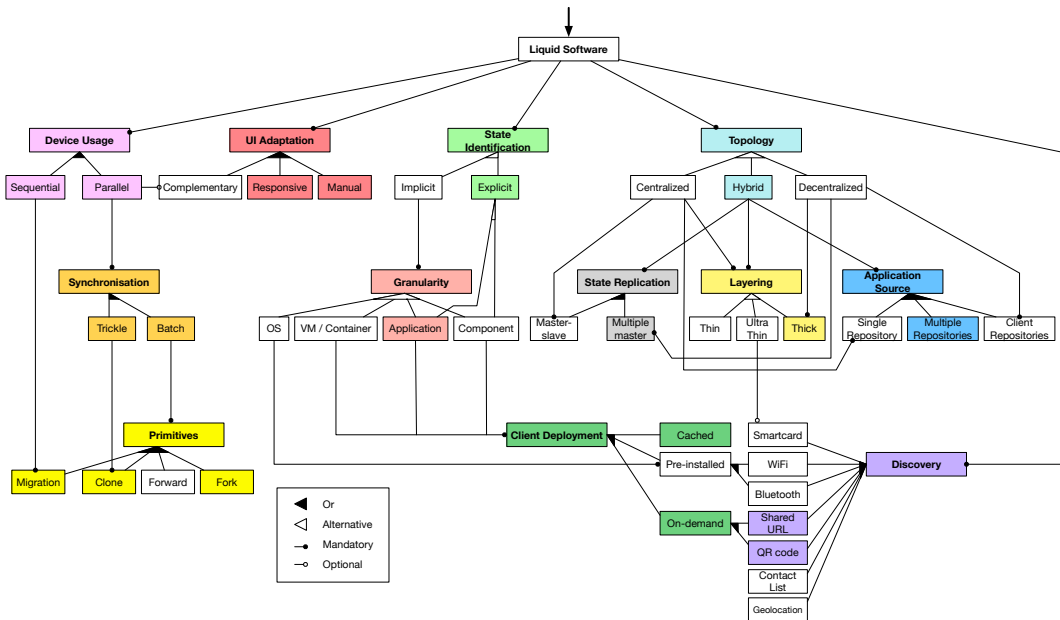 Liquid Software
Device Usage
UI Adaptation
State
Identification
Topology
Sequential
Parallel
Complementary
Responsive
Manual
Implicit
Explicit
Centralized
Hybrid
Decentralized
Synchronisation
Granularity
State Replication
Layering
Application
Source
Trickle
Batch
OS
VM / Container
Application
Component
Master-
slave
Multiple
master
Thin
Ultra
Thin
Thick
Single
Repository
Multiple
Repositories
Client
Repositories
Primitives
Client Deployment
Cached
Smartcard
Migration
Clone
Forward
Fork
Pre-installed
WiFi
Discovery
Bluetooth
Or
Alternative
Mandatory
Optional
On-demand
Shared
URL
QR code
Contact
List
Geolocation